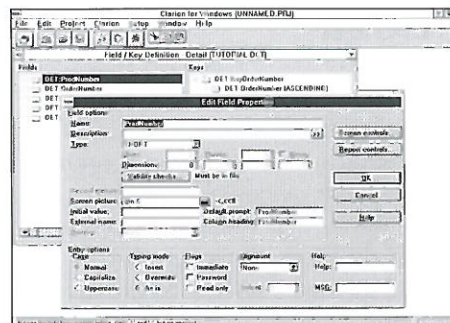 Clarion for Windows (UNNAMED.PRJ)
File Edit Project Clarion Setup Window Help
Field / Key Definition - Detail (TUTORIAL.DCT)
Fields Keys
DET:ProdNumber
DET:OrderNumber
DET
DET
DET
DET:KeyOrderNumber
DET:OrderNumber (ASCENDING)
Edit Field Properties
Field options
Name: ProdNumber
Description:
Type:
Dimensions: 0
Validity checks... Must be in file
Screen picture:
Initial value:
External name:
Default prompt: ProdNumber
Column heading: ProdNumber
Screen controls...
Report controls...
OK
Cancel
Help
Entry options
Case
Normal
Capitalize
Uppercase
Typing mode
Insert
Overwrite
As is
Flags
Immediate
Password
Read only
Alignment
None
Help
Help:
MSG: